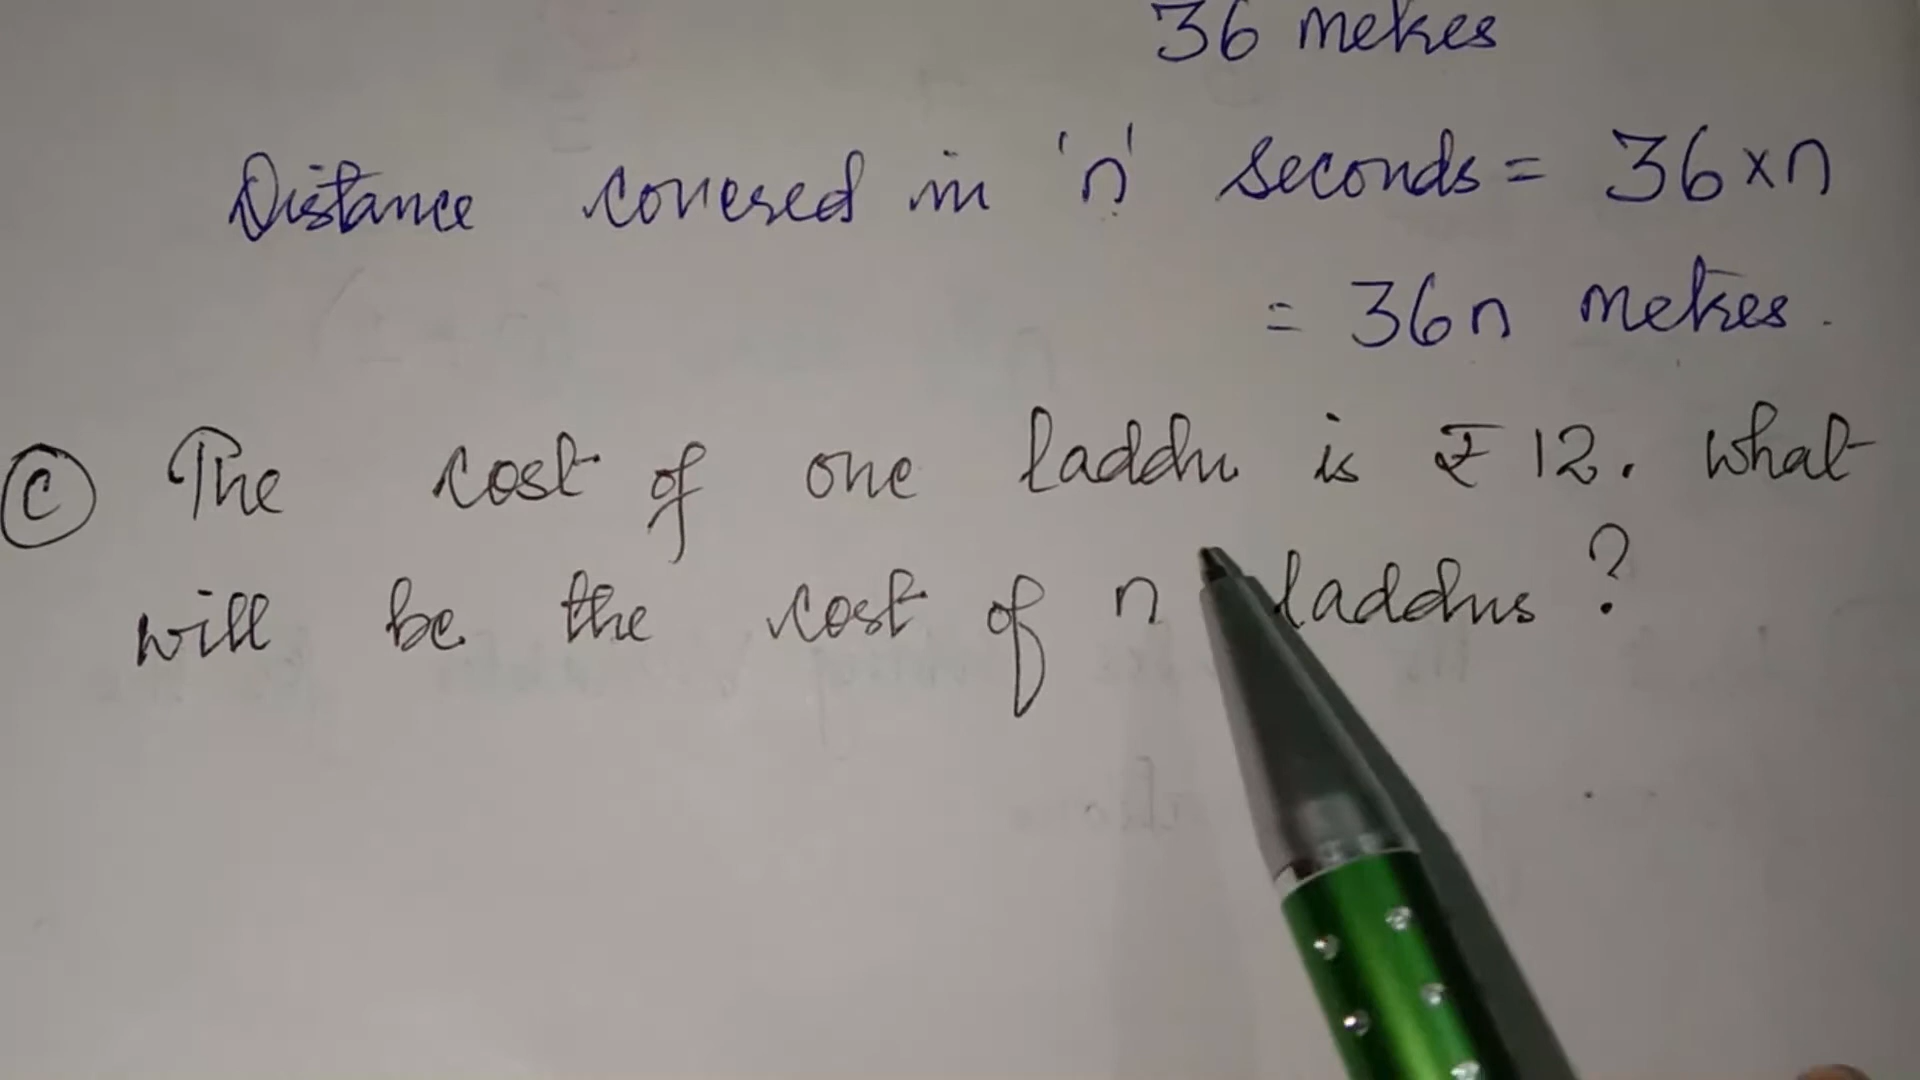 36 metres
Distance covered in 'n' seconds = 36×n
= 36n metres.
Ⓒ The cost of one laddu is ₹ 12. What
will be the cost of n laddus?